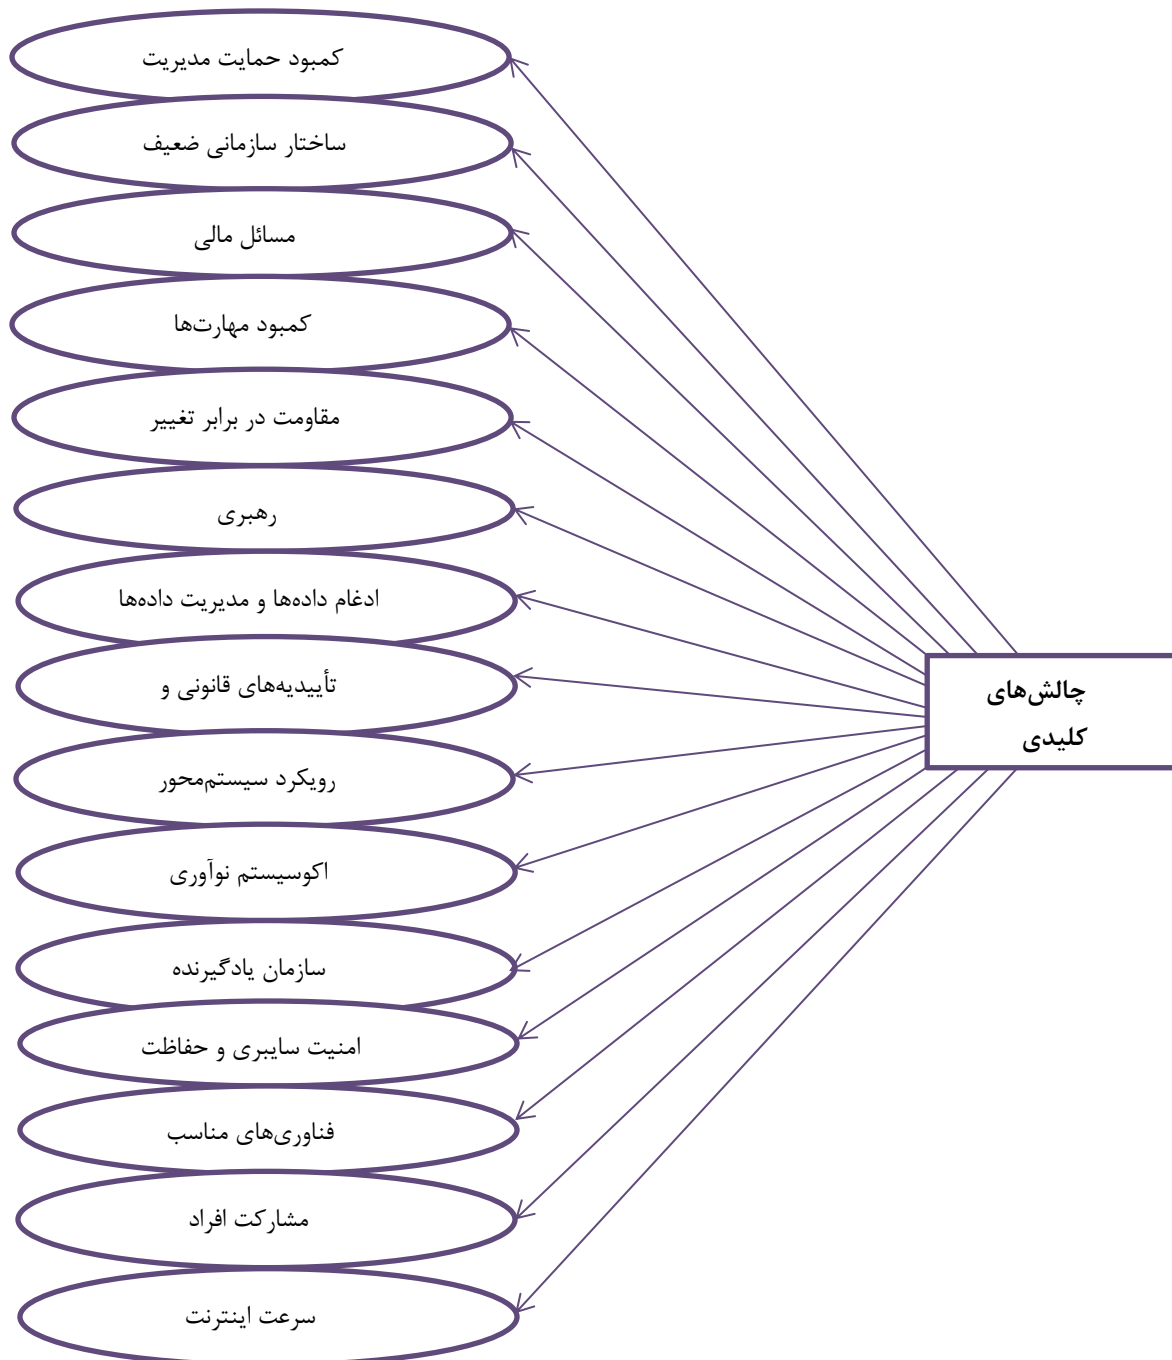 کمبود حمایت مدیریت
ساختار سازمانی ضعیف
مسائل مالی
کمبود مهارت‌ها
مقاومت در برابر تغییر
رهبری
ادغام داده‌ها و مدیریت داده‌ها
تأییدیه‌های قانونی و
رویکرد سیستم‌محور
اکوسیستم نوآوری
سازمان یادگیرنده
امنیت سایبری و حفاظت
فناوری‌های مناسب
مشارکت افراد
سرعت اینترنت
چالش‌های
کلیدی